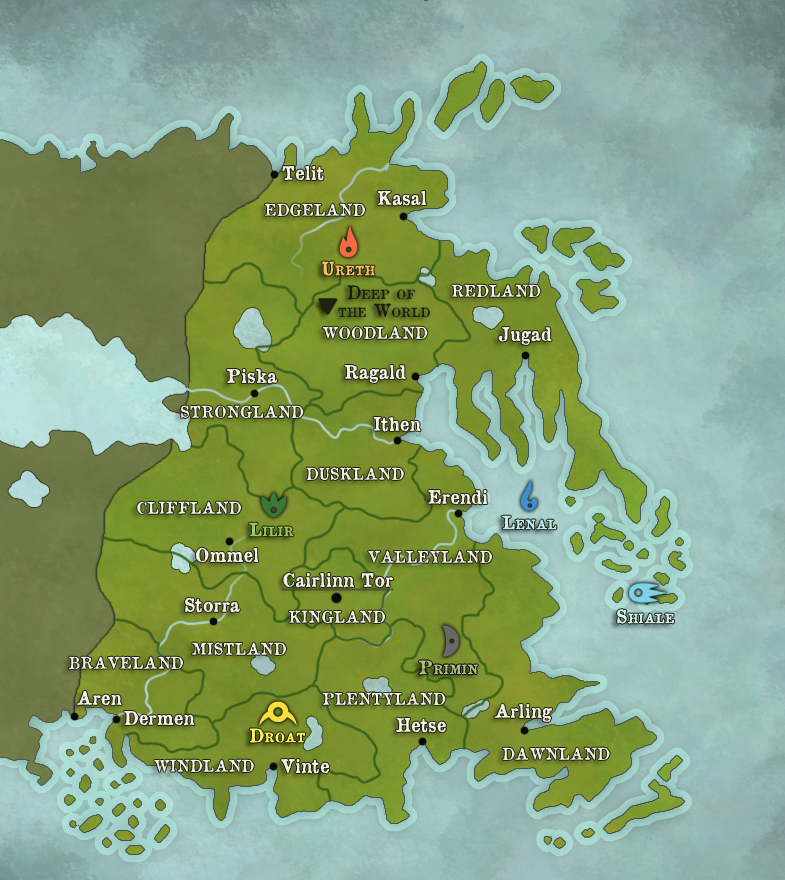 Telit
Kasal
EDGELAND
Ureth
REDLAND
Deep of
the World
WOODLAND
Jugad
Ragald
Piska
STRONGLAND
Ithen
DUSKLAND
Erendi
CLIFFLAND
Lenal
Lilir
Ommel
VALLEYLAND
Cairlinn Tor
Storra
KINGLAND
Shiale
MISTLAND
BRAVELAND
Primin
Aren
PLENTYLAND
Dermen
Arling
Hetse
Droat
DAWNLAND
WINDLAND
Vinte